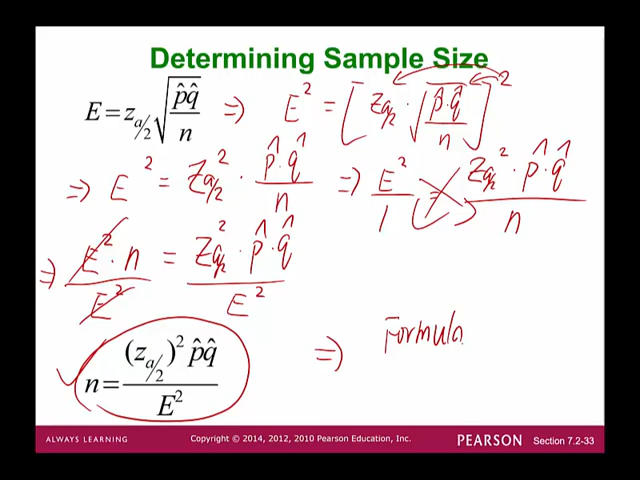 Determining Sample Size
E = z_{α/2} √(p̂q̂ / n) ⇒ E² = [z_{α/2} · √(p̂·q̂ / n)]²
⇒ E² = z_{α/2}² · p̂·q̂ / n ⇒ E² / 1 = z_{α/2}² · p̂·q̂ / n
⇒ E² · n / E² = z_{α/2}² · p̂·q̂ / E²
n = (z_{α/2})² p̂q̂ / E² ⇒ Formula
ALWAYS LEARNING Copyright © 2014, 2012, 2010 Pearson Education, Inc. PEARSON Section 7.2-33